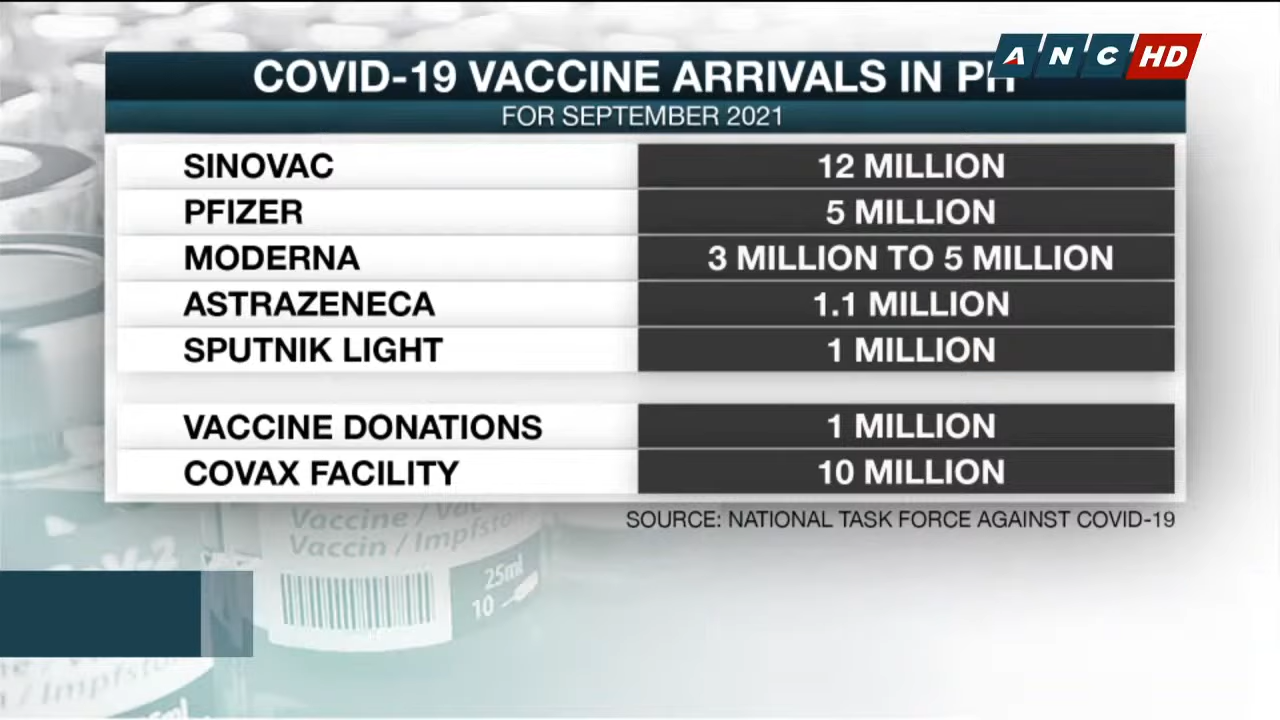 ANC HD
COVID-19 VACCINE ARRIVALS IN PH
FOR SEPTEMBER 2021
SINOVAC 12 MILLION
PFIZER 5 MILLION
MODERNA 3 MILLION TO 5 MILLION
ASTRAZENECA 1.1 MILLION
SPUTNIK LIGHT 1 MILLION
VACCINE DONATIONS 1 MILLION
COVAX FACILITY 10 MILLION
SOURCE: NATIONAL TASK FORCE AGAINST COVID-19
Vaccine /
Vaccin / Impfsto
25ml
10
/ Impfsto